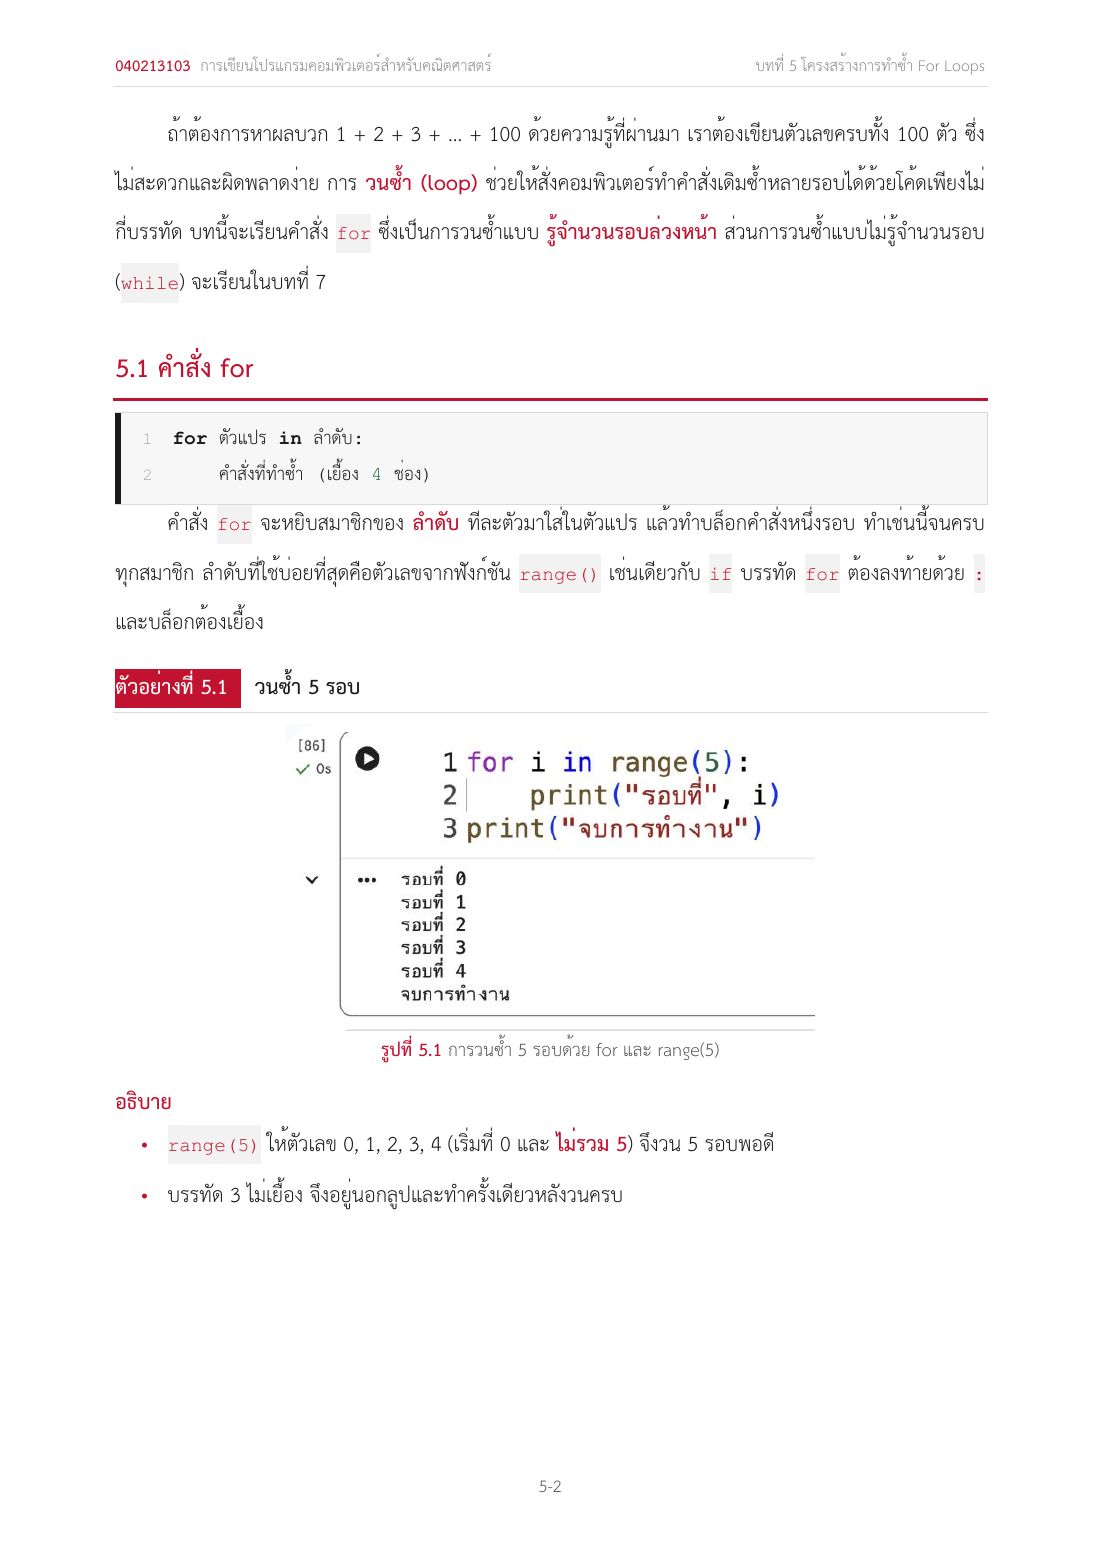 040213103 การเขียนโปรแกรมคอมพิวเตอร์สำหรับคณิตศาสตร์ บทที่ 5 โครงสร้างการทำซ้ำ For Loops
ถ้าต้องการหาผลบวก 1 + 2 + 3 + ... + 100 ด้วยความรู้ที่ผ่านมา เราต้องเขียนตัวเลขครบทั้ง 100 ตัว ซึ่ง
ไม่สะดวกและผิดพลาดง่าย การ วนซ้ำ (loop) ช่วยให้สั่งคอมพิวเตอร์ทำคำสั่งเดิมซ้ำหลายรอบได้ด้วยโค้ดเพียงไม่
กี่บรรทัด บทนี้จะเรียนคำสั่ง for ซึ่งเป็นการวนซ้ำแบบ รู้จำนวนรอบล่วงหน้า ส่วนการวนซ้ำแบบไม่รู้จำนวนรอบ
(while) จะเรียนในบทที่ 7
5.1 คำสั่ง for
1 for ตัวแปร in ลำดับ:
2 คำสั่งที่ทำซ้ำ (เยื้อง 4 ช่อง)
คำสั่ง for จะหยิบสมาชิกของ ลำดับ ทีละตัวมาใส่ในตัวแปร แล้วทำบล็อกคำสั่งหนึ่งรอบ ทำเช่นนี้จนครบ
ทุกสมาชิก ลำดับที่ใช้บ่อยที่สุดคือตัวเลขจากฟังก์ชัน range() เช่นเดียวกับ if บรรทัด for ต้องลงท้ายด้วย :
และบล็อกต้องเยื้อง
ตัวอย่างที่ 5.1 วนซ้ำ 5 รอบ
[86]
0s
1 for i in range(5):
2 print("รอบที่", i)
3 print("จบการทำงาน")
รอบที่ 0
รอบที่ 1
รอบที่ 2
รอบที่ 3
รอบที่ 4
จบการทำงาน
รูปที่ 5.1 การวนซ้ำ 5 รอบด้วย for และ range(5)
อธิบาย
• range(5) ให้ตัวเลข 0, 1, 2, 3, 4 (เริ่มที่ 0 และ ไม่รวม 5) จึงวน 5 รอบพอดี
• บรรทัด 3 ไม่เยื้อง จึงอยู่นอกลูปและทำครั้งเดียวหลังวนครบ
5-2